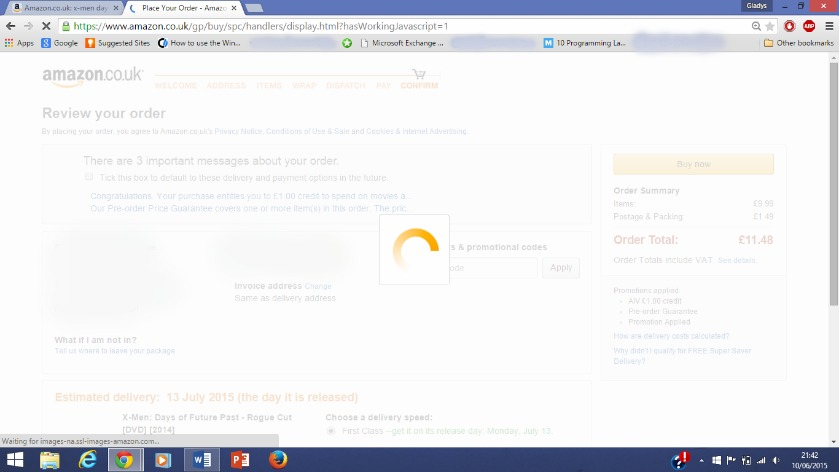 Amazon.co.uk: x-men day
Place Your Order - Amazo
Gladys
https://www.amazon.co.uk/gp/buy/spc/handlers/display.html?hasWorkingJavascript=1
Apps
Google
Suggested Sites
How to use the Win...
Microsoft Exchange ...
10 Programming La...
Other bookmarks
amazon.co.uk
WELCOME ADDRESS ITEMS WRAP DISPATCH PAY CONFIRM
Review your order
By placing your order, you agree to Amazon.co.uk's Privacy Notice, Conditions of Use & Sale and Cookies & Internet Advertising.
There are 3 important messages about your order.
Tick this box to default to these delivery and payment options in the future.
Congratulations. Your purchase entitles you to £1.00 credit to spend on movies a
Our Pre-order Price Guarantee covers one or more item(s) in this order. The pric
s & promotional codes
ode
Apply
Invoice address Change
Same as delivery address
What if I am not in?
Tell us where to leave your package
Estimated delivery: 13 July 2015 (the day it is released)
X-Men: Days of Future Past - Rogue Cut
[DVD] [2014]
Choose a delivery speed:
First Class –get it on its release day, Monday, July 13.
Buy now
Order Summary
Items: £9.99
Postage & Packing: £1.49
Order Total: £11.48
Order Totals include VAT. See details
Promotions applied:
AIV £1.00 credit
Pre-order Guarantee
Promotion Applied
How are delivery costs calculated?
Why didn't I qualify for FREE Super Saver
Delivery?
Waiting for images-na.ssl-images-amazon.com...
21:42
10/06/2015